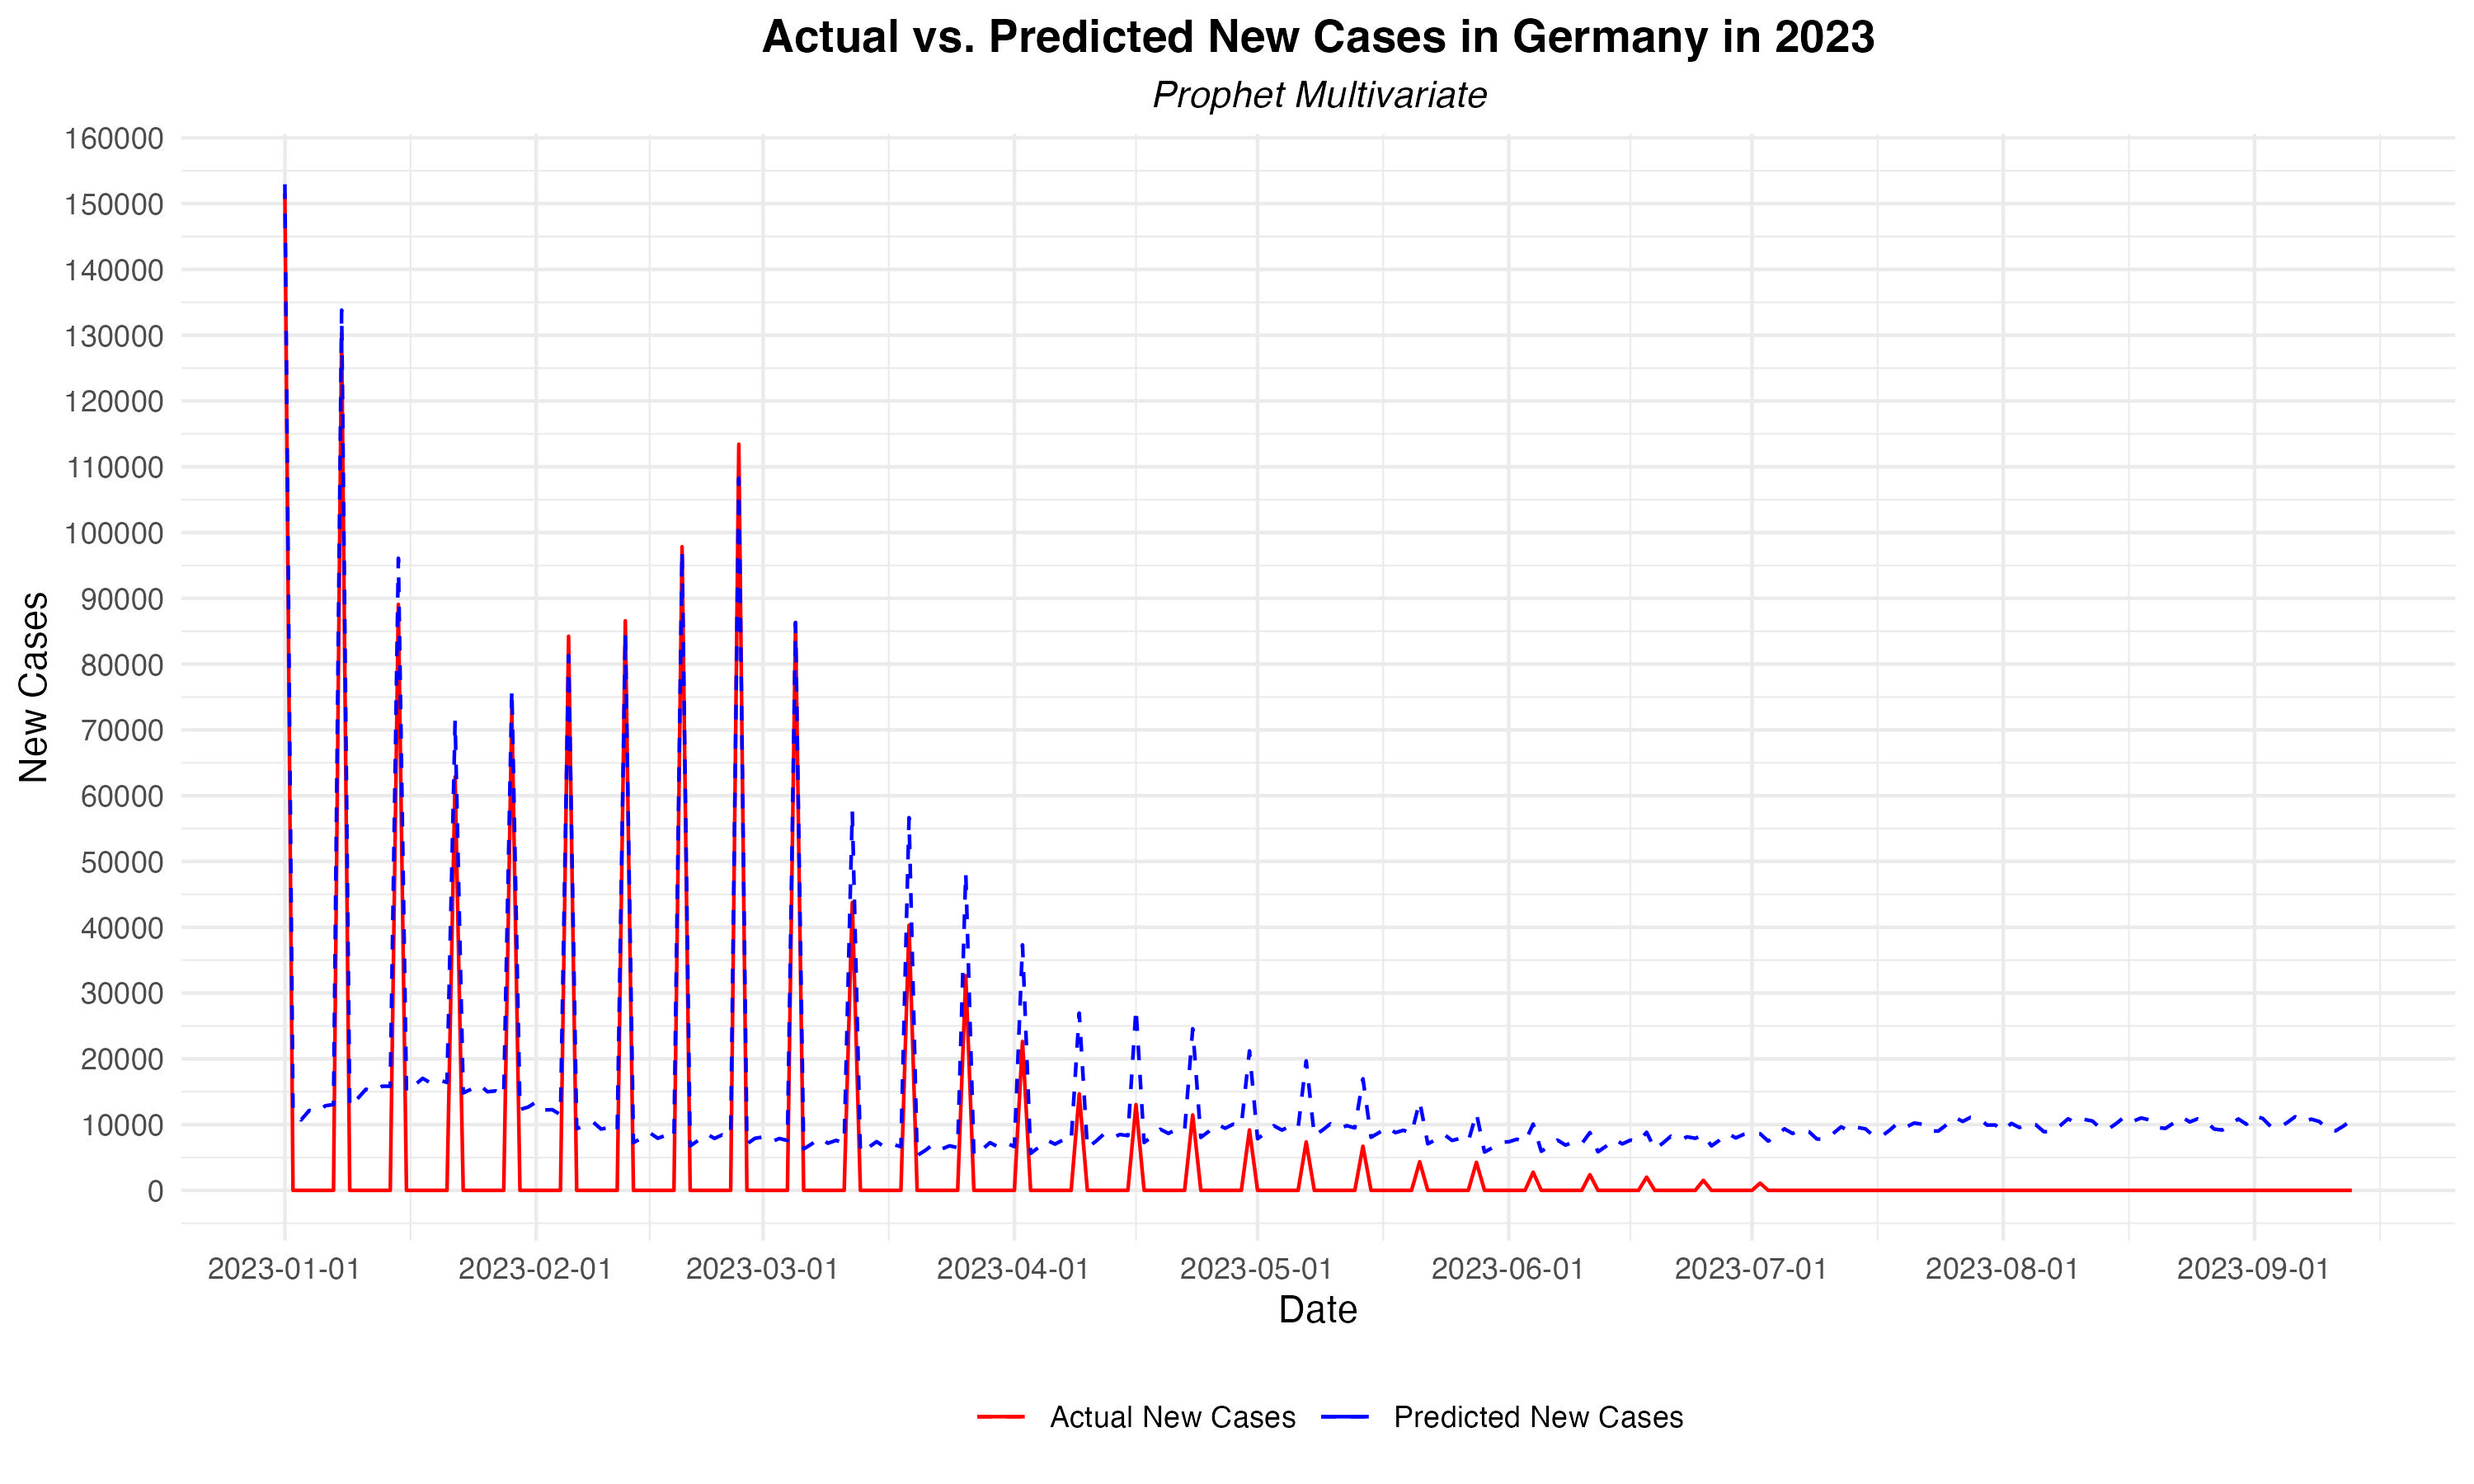 Actual vs. Predicted New Cases in Germany in 2023
Prophet Multivariate
160000
150000
140000
130000
120000
110000
100000
90000
80000
70000
60000
50000
40000
30000
20000
10000
0
New Cases
2023-01-01 2023-02-01 2023-03-01 2023-04-01 2023-05-01 2023-06-01 2023-07-01 2023-08-01 2023-09-01
Date
Actual New Cases Predicted New Cases